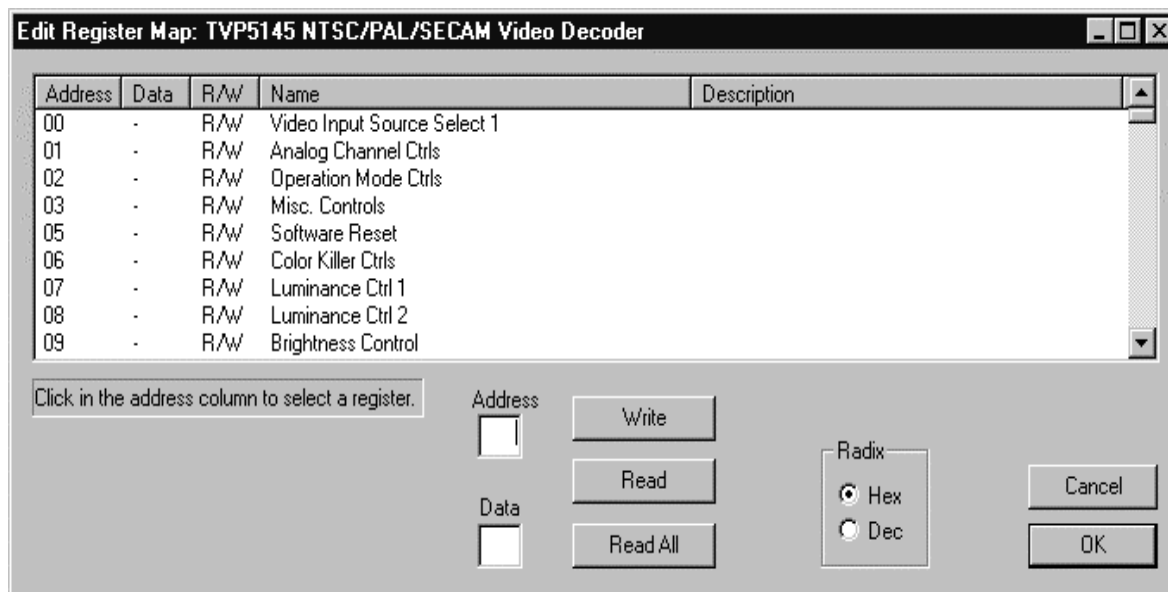 Edit Register Map: TVP5145 NTSC/PAL/SECAM Video Decoder
Address Data R/W Name Description
00 - R/W Video Input Source Select 1
01 - R/W Analog Channel Ctrls
02 - R/W Operation Mode Ctrls
03 - R/W Misc. Controls
05 - R/W Software Reset
06 - R/W Color Killer Ctrls
07 - R/W Luminance Ctrl 1
08 - R/W Luminance Ctrl 2
09 - R/W Brightness Control
Click in the address column to select a register.
Address
Write
Read
Data
Read All
Radix
Hex
Dec
Cancel
OK